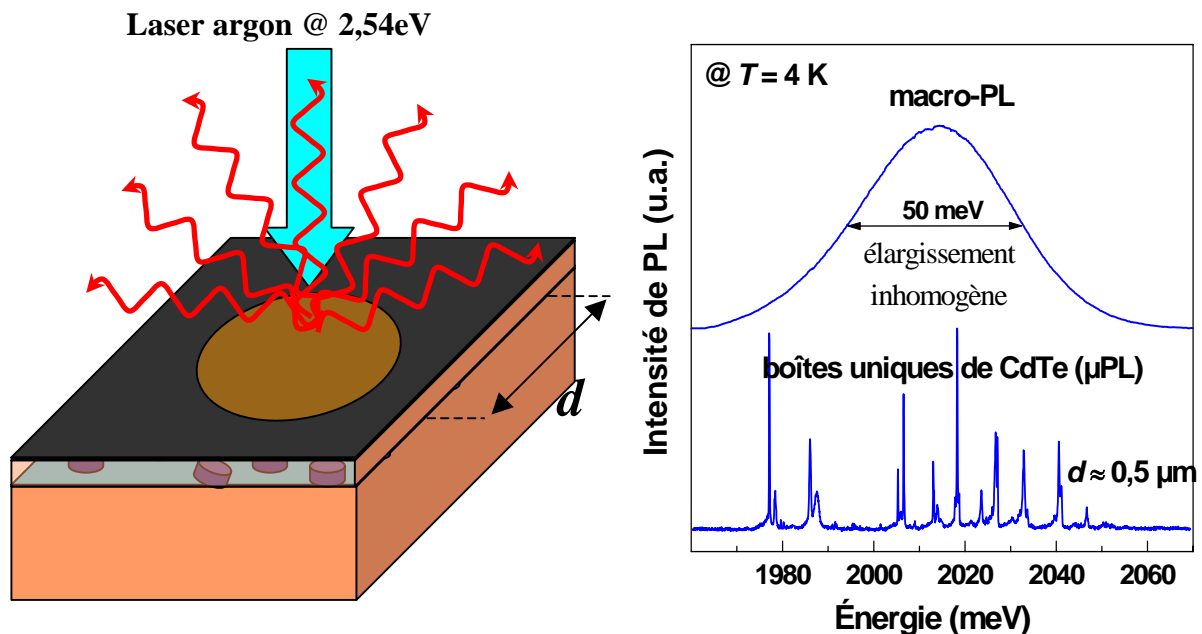 Laser argon @ 2,54eV
d
@ T = 4 K
macro-PL
50 meV
élargissement
inhomogène
boîtes uniques de CdTe (µPL)
d ≈ 0,5 µm
Intensité de PL (u.a.)
1980 2000 2020 2040 2060
Énergie (meV)